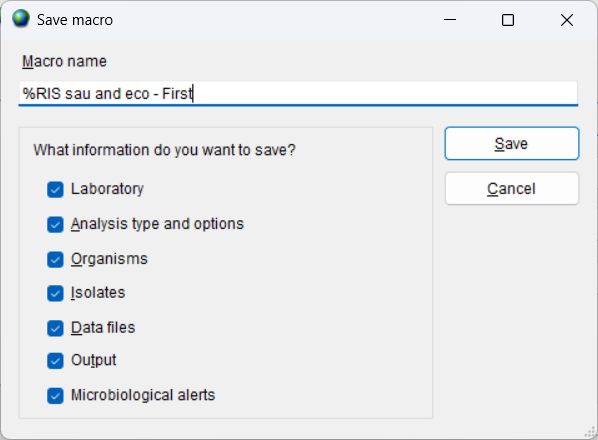 Save macro
Macro name
%RIS sau and eco - First
What information do you want to save?
Save
Laboratory
Cancel
Analysis type and options
Organisms
Isolates
Data files
Output
Microbiological alerts